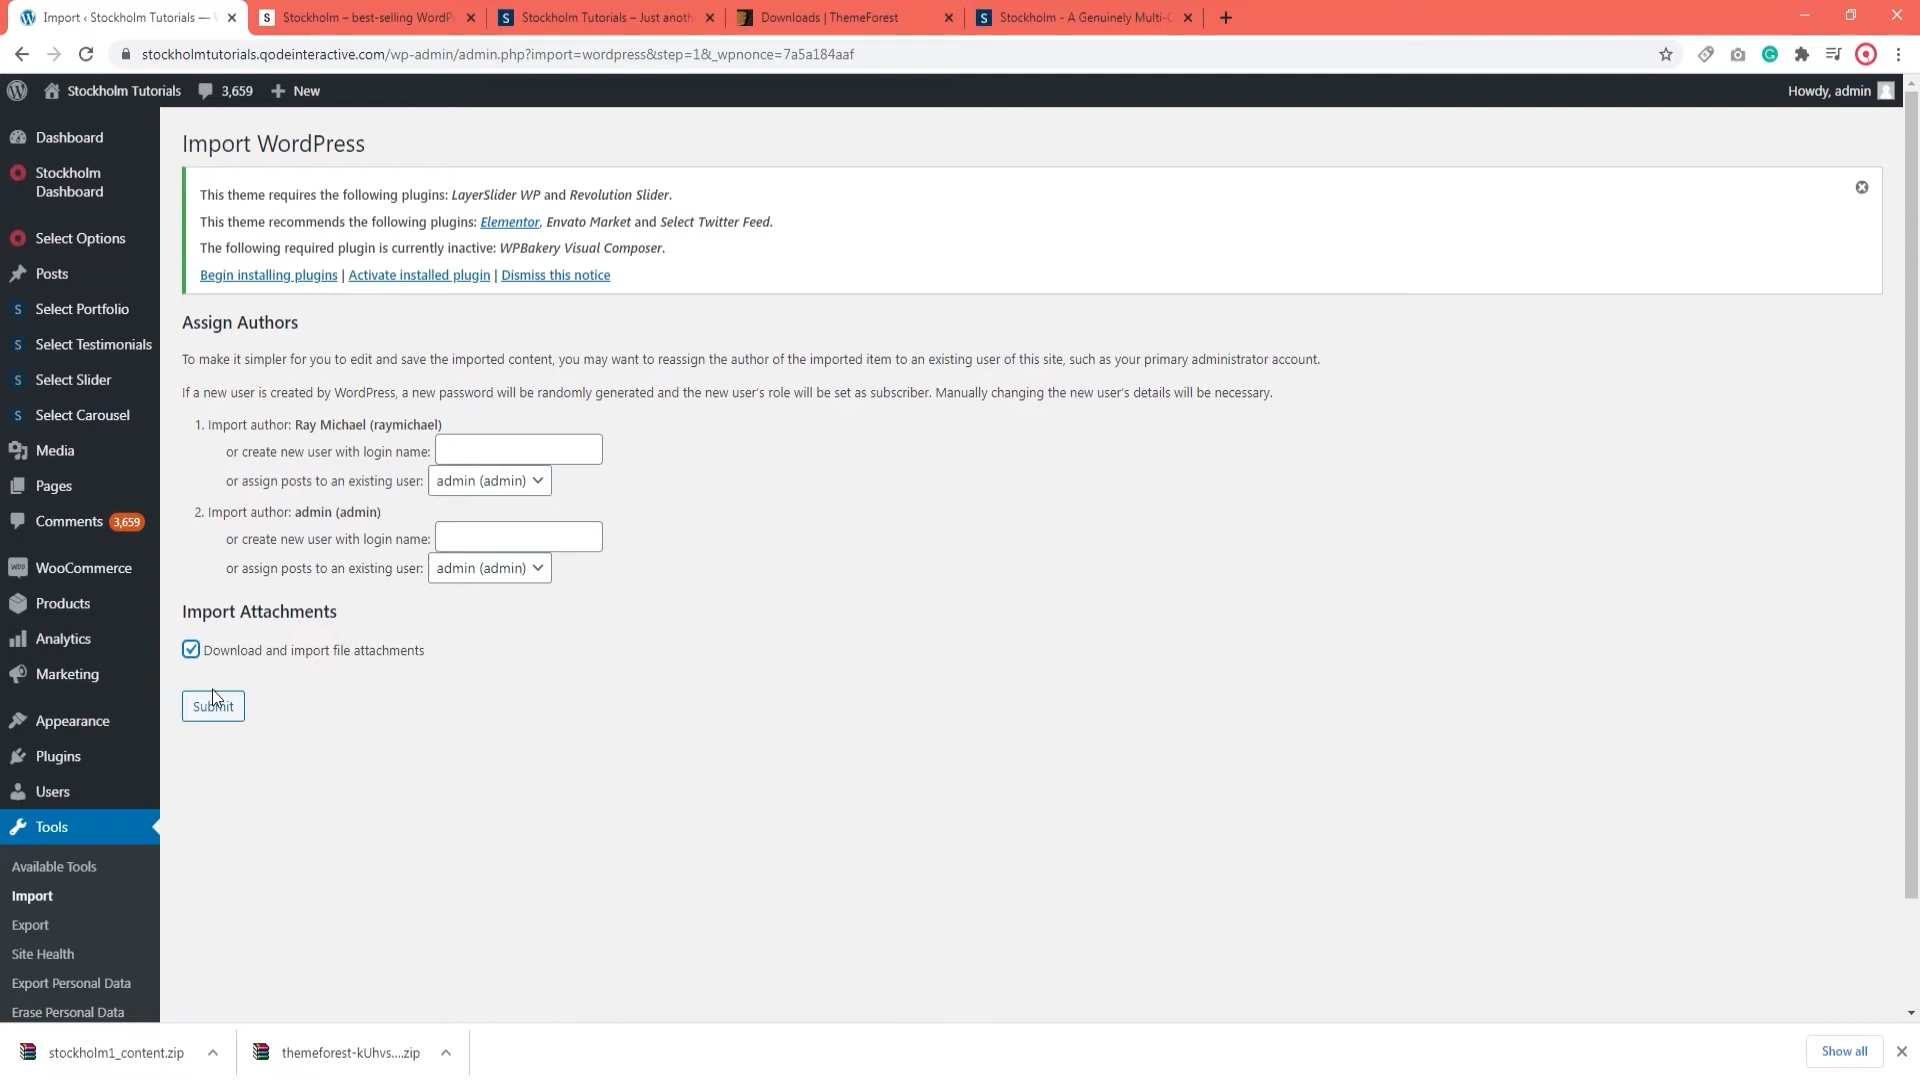 Import ‹ Stockholm Tutorials —
Stockholm – best-selling WordP
Stockholm Tutorials – Just anoth
Downloads | ThemeForest
Stockholm - A Genuinely Multi-C
stockholmtutorials.qodeinteractive.com/wp-admin/admin.php?import=wordpress&step=1&_wpnonce=7a5a184aaf
Stockholm Tutorials
3,659
New
Howdy, admin
Dashboard
Stockholm
Dashboard
Select Options
Posts
Select Portfolio
Select Testimonials
Select Slider
Select Carousel
Media
Pages
Comments 3,659
WooCommerce
Products
Analytics
Marketing
Appearance
Plugins
Users
Tools
Available Tools
Import
Export
Site Health
Export Personal Data
Erase Personal Data
Import WordPress
This theme requires the following plugins: LayerSlider WP and Revolution Slider.
This theme recommends the following plugins: Elementor, Envato Market and Select Twitter Feed.
The following required plugin is currently inactive: WPBakery Visual Composer.
Begin installing plugins | Activate installed plugin | Dismiss this notice
Assign Authors
To make it simpler for you to edit and save the imported content, you may want to reassign the author of the imported item to an existing user of this site, such as your primary administrator account.
If a new user is created by WordPress, a new password will be randomly generated and the new user's role will be set as subscriber. Manually changing the new user's details will be necessary.
1. Import author: Ray Michael (raymichael)
or create new user with login name:
or assign posts to an existing user: admin (admin)
2. Import author: admin (admin)
or create new user with login name:
or assign posts to an existing user: admin (admin)
Import Attachments
Download and import file attachments
Submit
stockholm1_content.zip
themeforest-kUhvs....zip
Show all